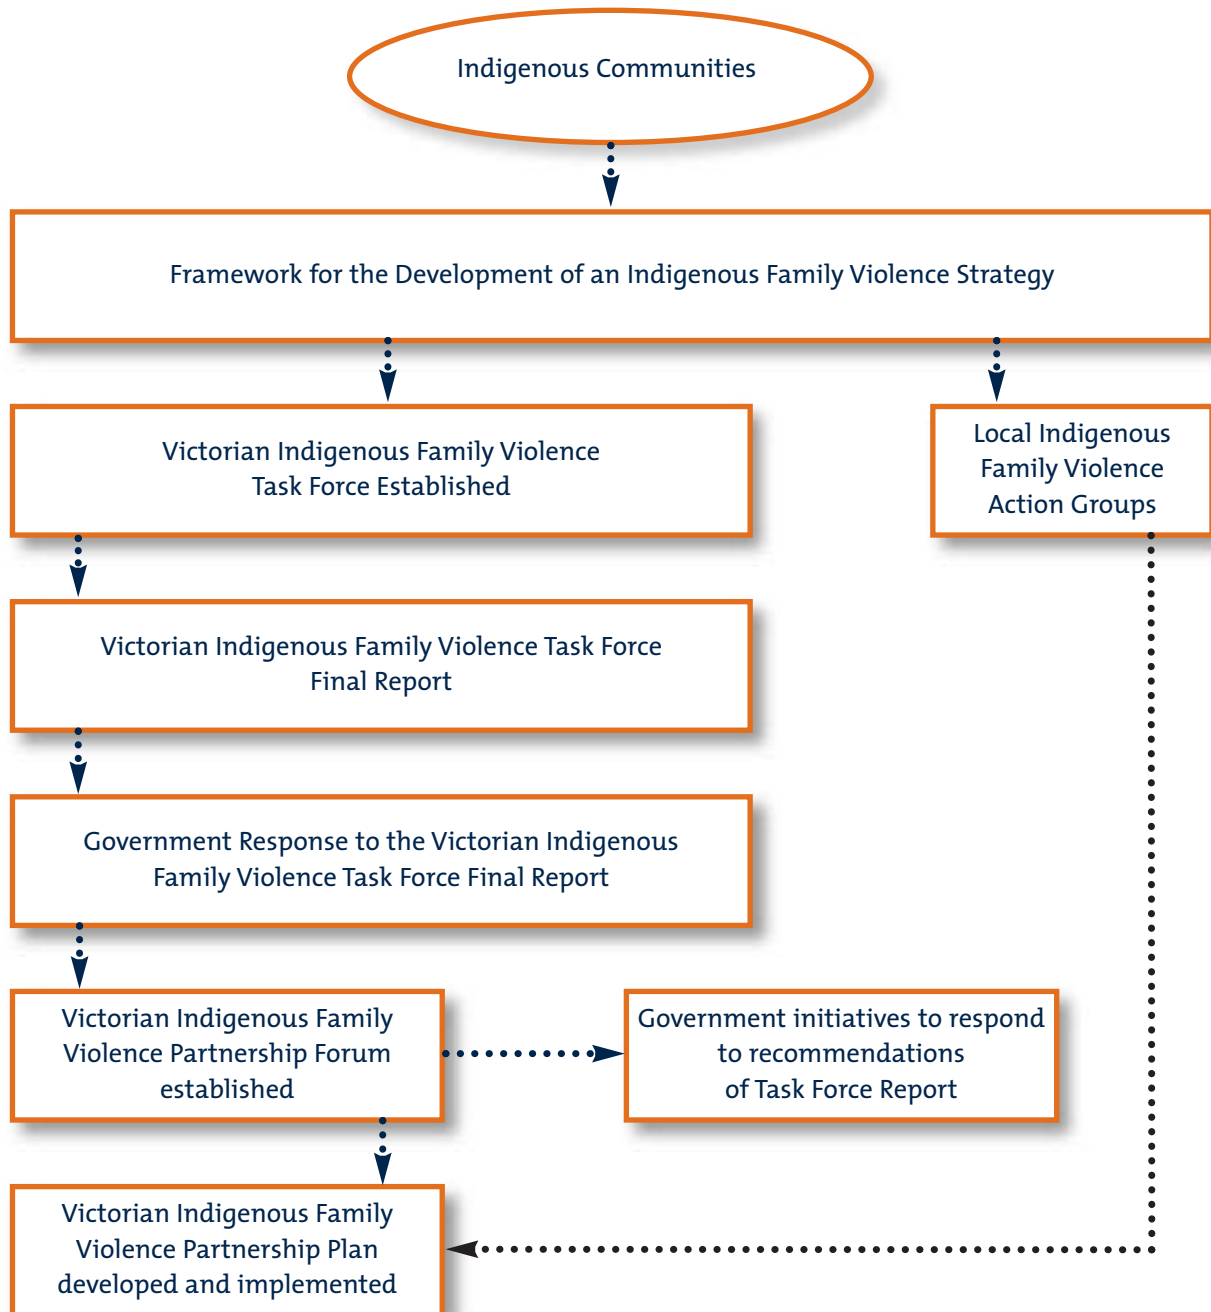 Indigenous Communities
Framework for the Development of an Indigenous Family Violence Strategy
Victorian Indigenous Family Violence
Task Force Established
Local Indigenous
Family Violence
Action Groups
Victorian Indigenous Family Violence Task Force
Final Report
Government Response to the Victorian Indigenous
Family Violence Task Force Final Report
Victorian Indigenous Family
Violence Partnership Forum
established
Government initiatives to respond
to recommendations
of Task Force Report
Victorian Indigenous Family
Violence Partnership Plan
developed and implemented